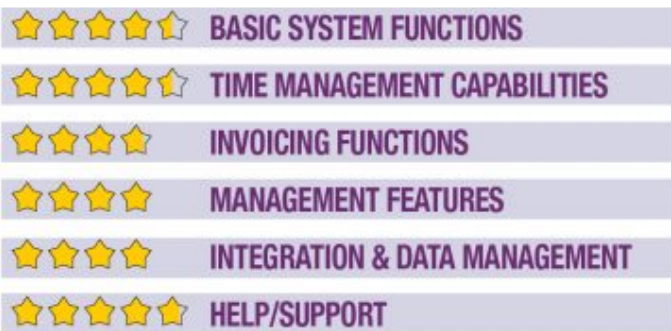 BASIC SYSTEM FUNCTIONS
TIME MANAGEMENT CAPABILITIES
INVOICING FUNCTIONS
MANAGEMENT FEATURES
INTEGRATION & DATA MANAGEMENT
HELP/SUPPORT